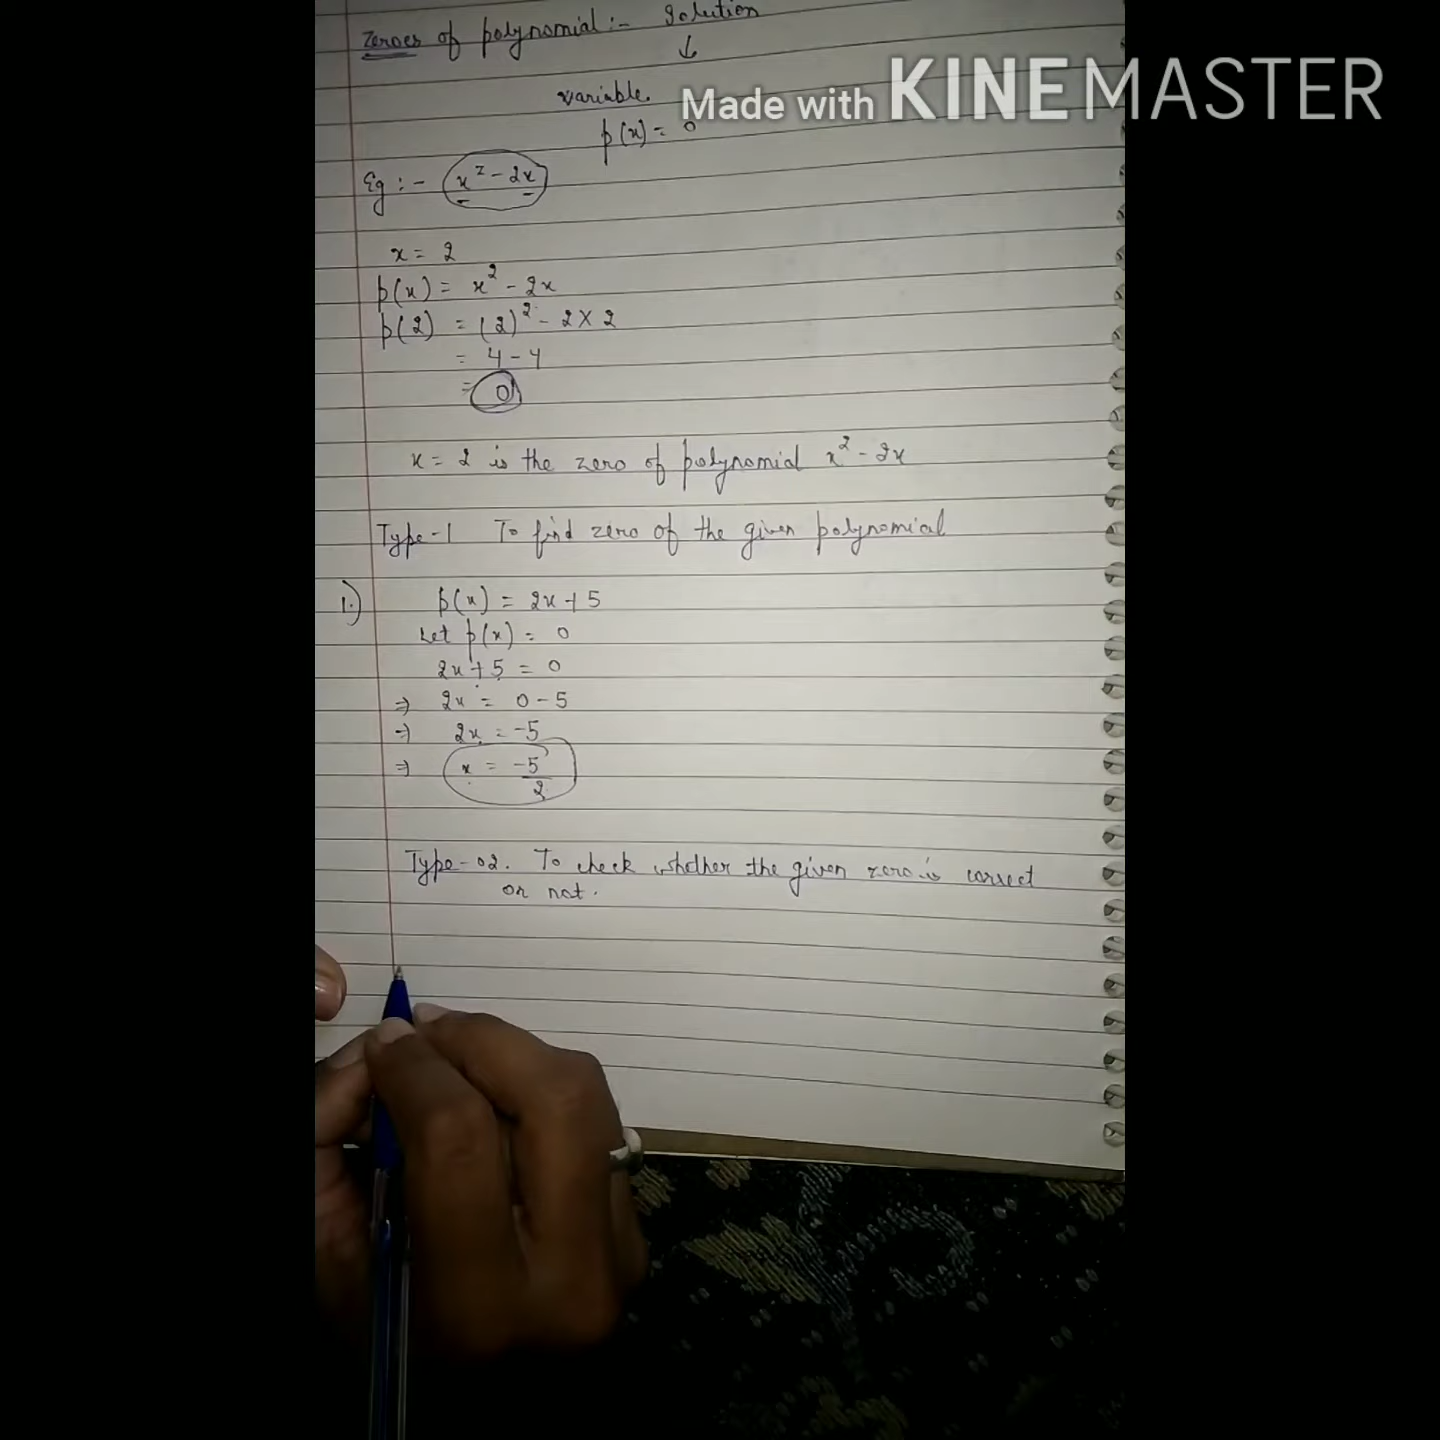 Zeroes of polynomial :- Solution
↓
variable.
Made with KINEMASTER
p(x) = 0
Eg :- x² - 2x
x = 2
p(x) = x² - 2x
p(2) = (2)² - 2 × 2
= 4 - 4
= 0
x = 2 is the zero of polynomial x² - 2x
Type-1 To find zero of the given polynomial
1.) p(x) = 2x + 5
Let p(x) = 0
2x + 5 = 0
⇒ 2x = 0 - 5
⇒ 2x = -5
⇒ x = -5/2
Type-02. To check whether the given zero is correct
or not.